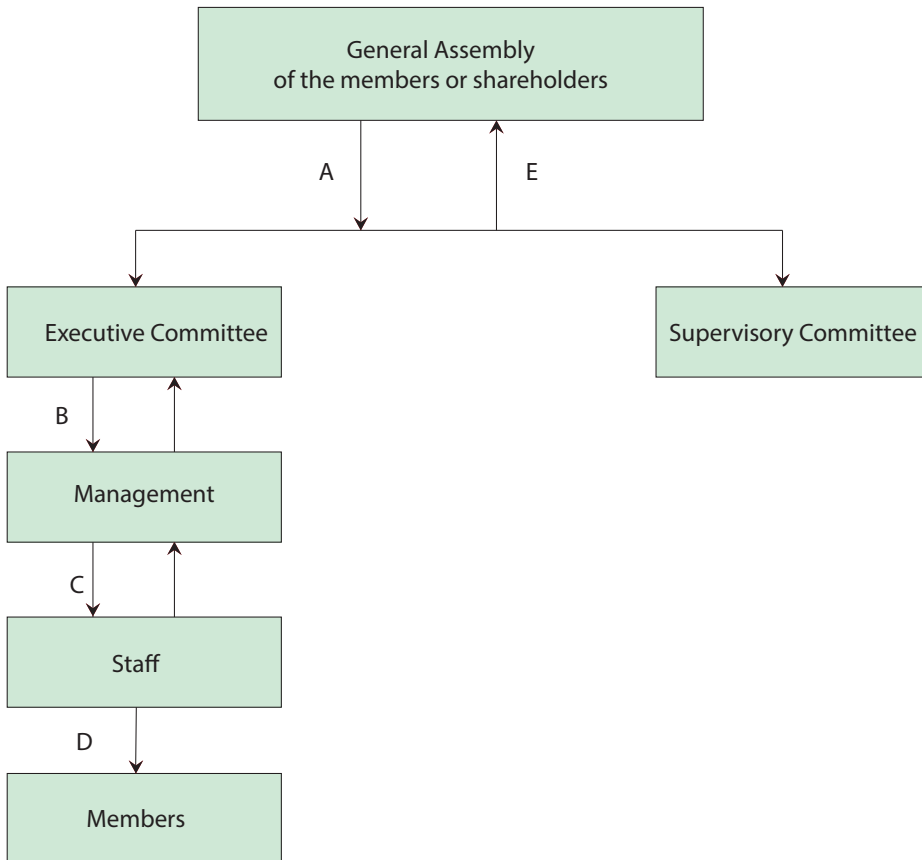 General Assembly
of the members or shareholders
A
E
Executive Committee
Supervisory Committee
B
Management
C
Staff
D
Members